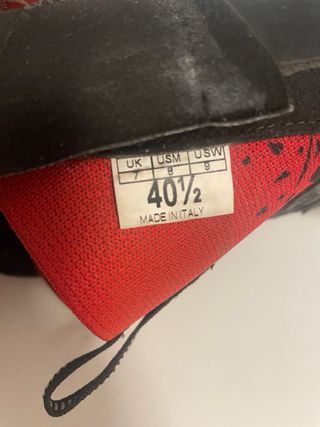 UK USM USW
7 8 9
40½
MADE IN ITALY